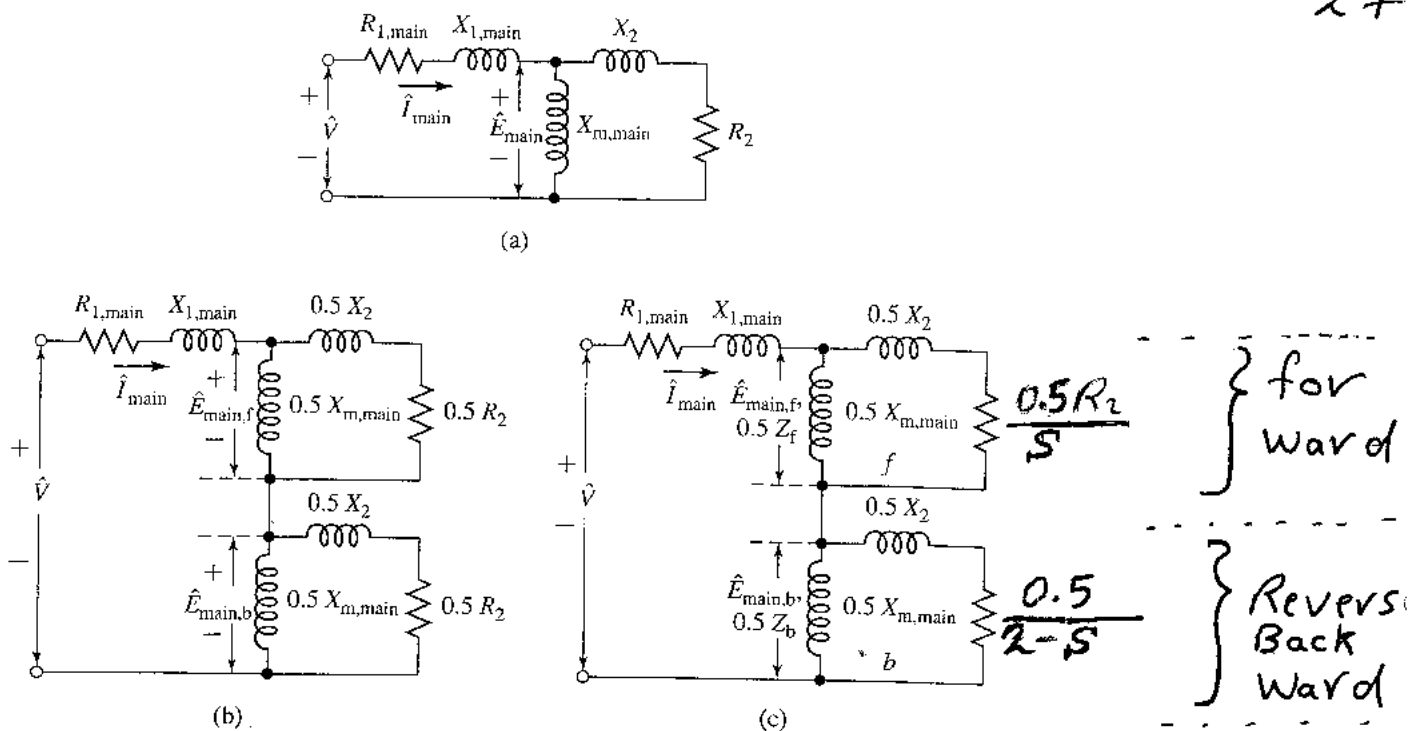 2 +
R1,main X1,main X2
+ Îmain + Êmain Xm,main R2
V̂
− −
(a)
R1,main X1,main 0.5 X2
Îmain + Êmain,f 0.5 Xm,main 0.5 R2
−
+
V̂
−
0.5 X2
+
Êmain,b 0.5 Xm,main 0.5 R2
−
(b)
R1,main X1,main 0.5 X2
Îmain Êmain,f, 0.5 Xm,main 0.5R2
0.5 Zf S
f
+
V̂
−
0.5 X2
Êmain,b, 0.5 Xm,main 0.5
0.5 Zb 2-S
b
(c)
} for
ward
} Revers
Back
ward